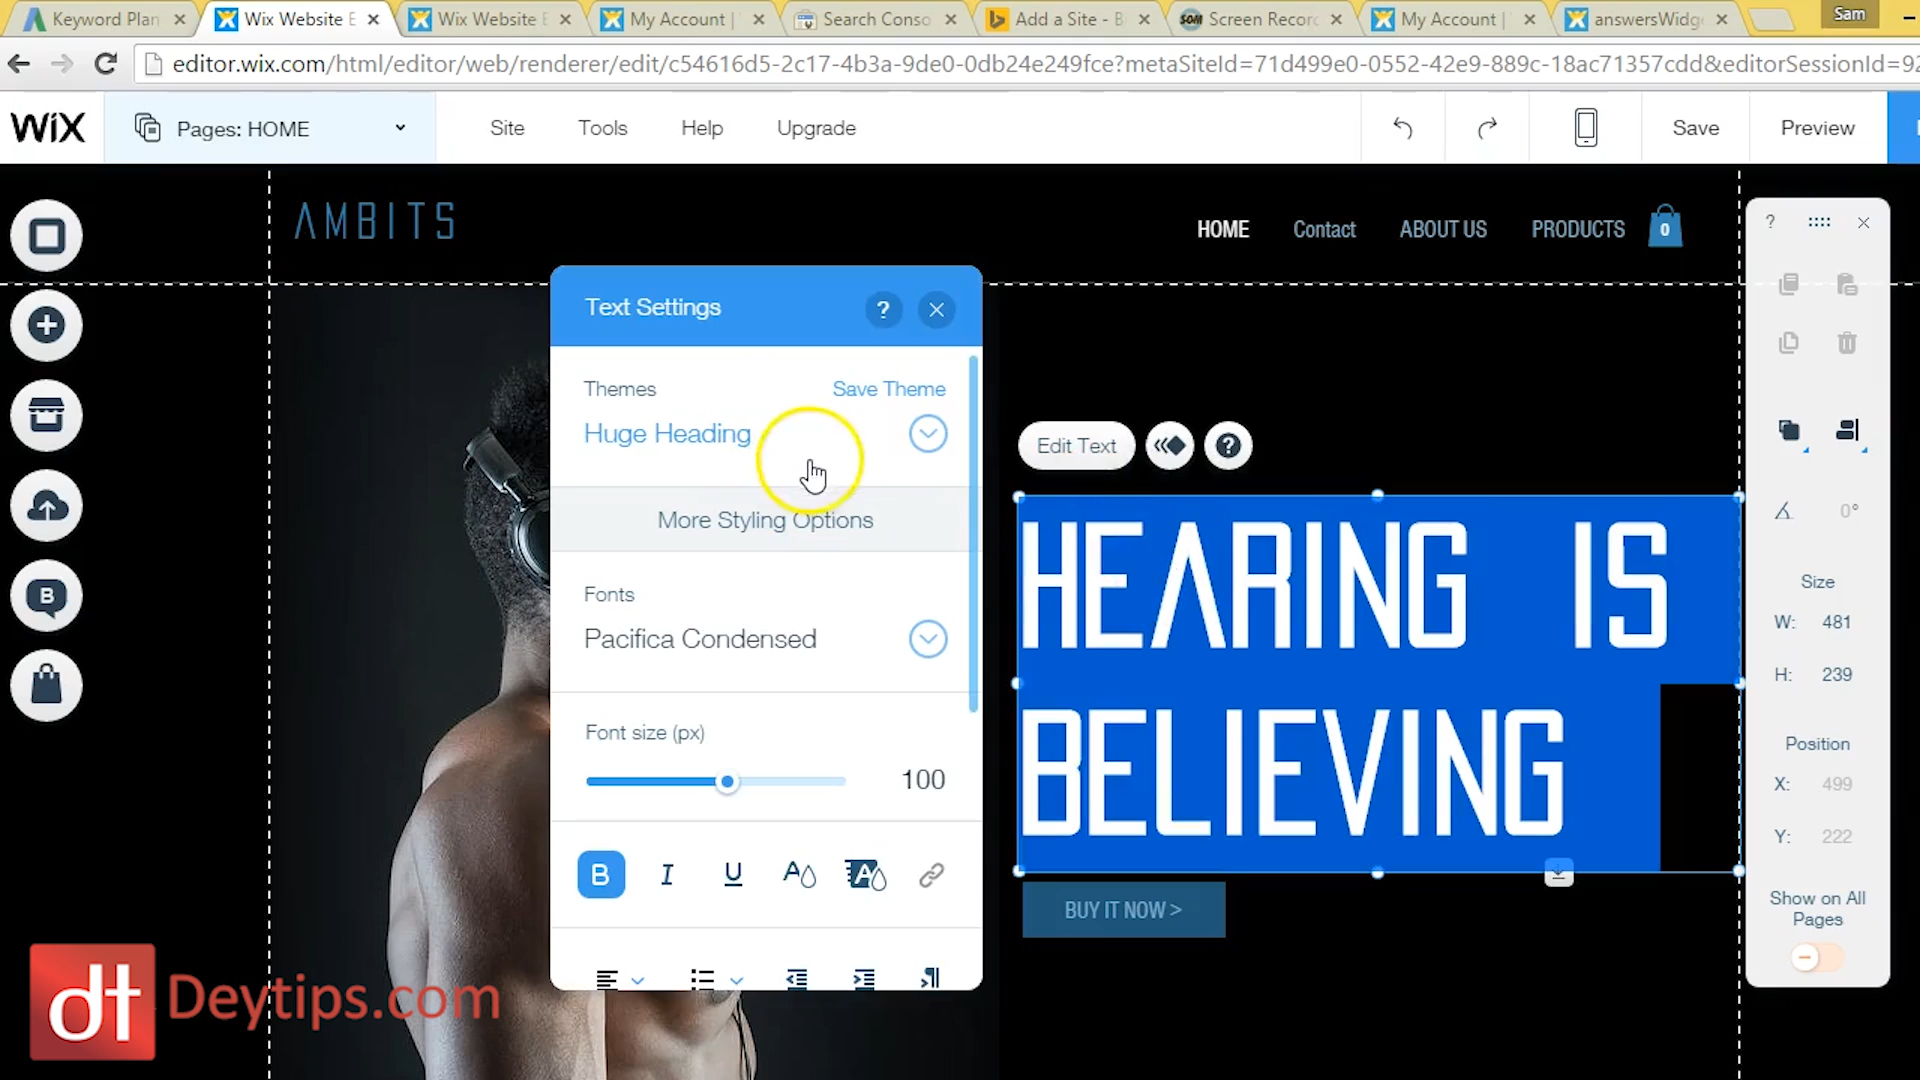 Keyword Plan
Wix Website E
Wix Website E
My Account |
Search Conso
Add a Site - B
Screen Recor
My Account |
answersWidg
Sam
editor.wix.com/html/editor/web/renderer/edit/c54616d5-2c17-4b3a-9de0-0db24e249fce?metaSiteId=71d499e0-0552-42e9-889c-18ac71357cdd&editorSessionId=92
WiX
Pages: HOME
Site
Tools
Help
Upgrade
Save
Preview
AMBITS
HOME
Contact
ABOUT US
PRODUCTS
0
Text Settings
?
Themes
Save Theme
Huge Heading
More Styling Options
Fonts
Pacifica Condensed
Font size (px)
100
B I U A A
Edit Text
?
HEARING IS
BELIEVING
BUY IT NOW >
?
0°
Size
W: 481
H: 239
Position
X: 499
Y: 222
Show on All
Pages
B
dt Deytips.com